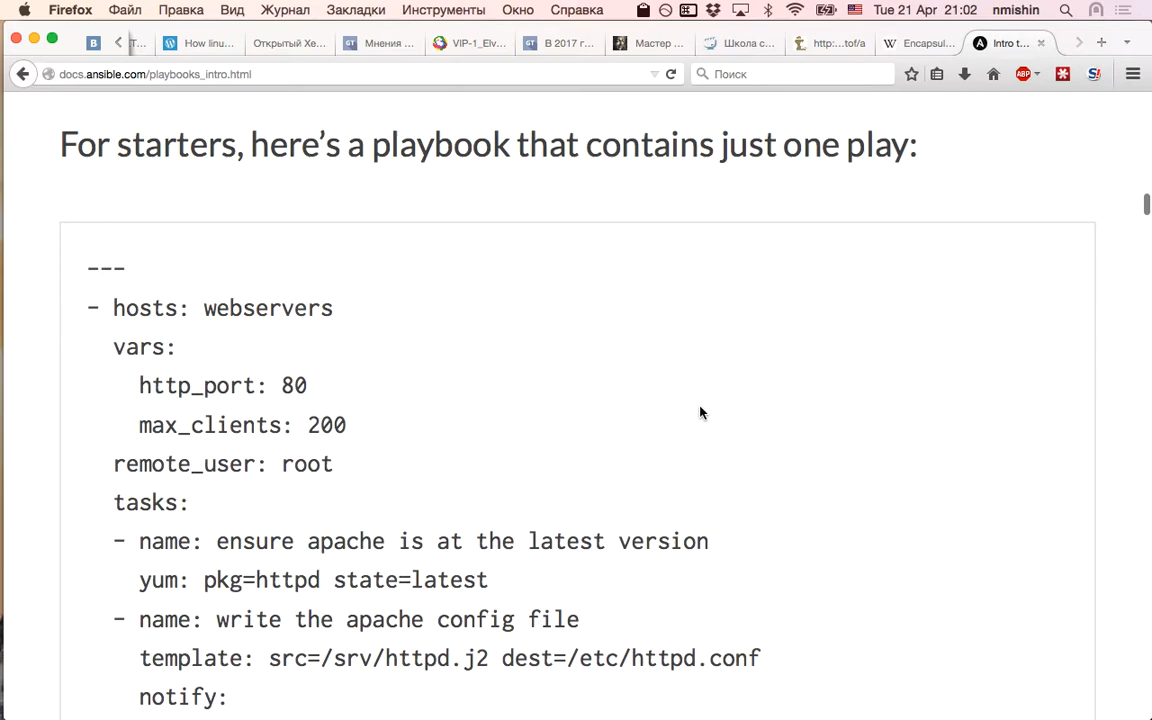 Firefox Файл Правка Вид Журнал Закладки Инструменты Окно Справка Tue 21 Apr 21:02 nmishin
B T... How linu... Открытый Хе... GT Мнения ... VIP-1_Elv... GT В 2017 г... Мастер ... Школа с... http:...tof/a W Encapsul... A Intro t...
docs.ansible.com/playbooks_intro.html Поиск ABP S!
For starters, here’s a playbook that contains just one play:
---
- hosts: webservers
vars:
http_port: 80
max_clients: 200
remote_user: root
tasks:
- name: ensure apache is at the latest version
yum: pkg=httpd state=latest
- name: write the apache config file
template: src=/srv/httpd.j2 dest=/etc/httpd.conf
notify: